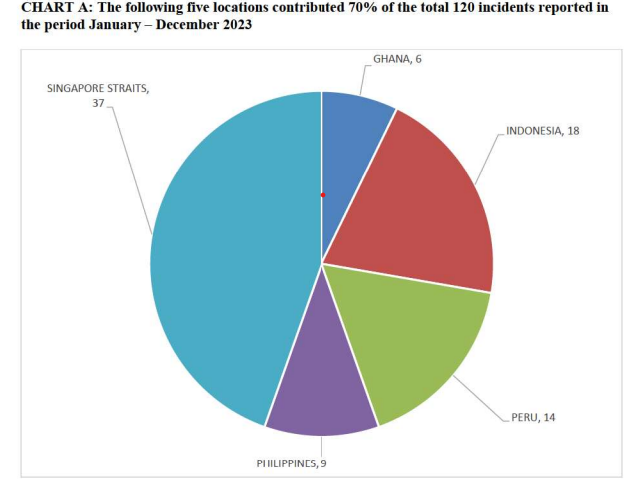 CHART A: The following five locations contributed 70% of the total 120 incidents reported in
the period January – December 2023
GHANA, 6
SINGAPORE STRAITS,
37
INDONESIA, 18
PERU, 14
PHILIPPINES, 9